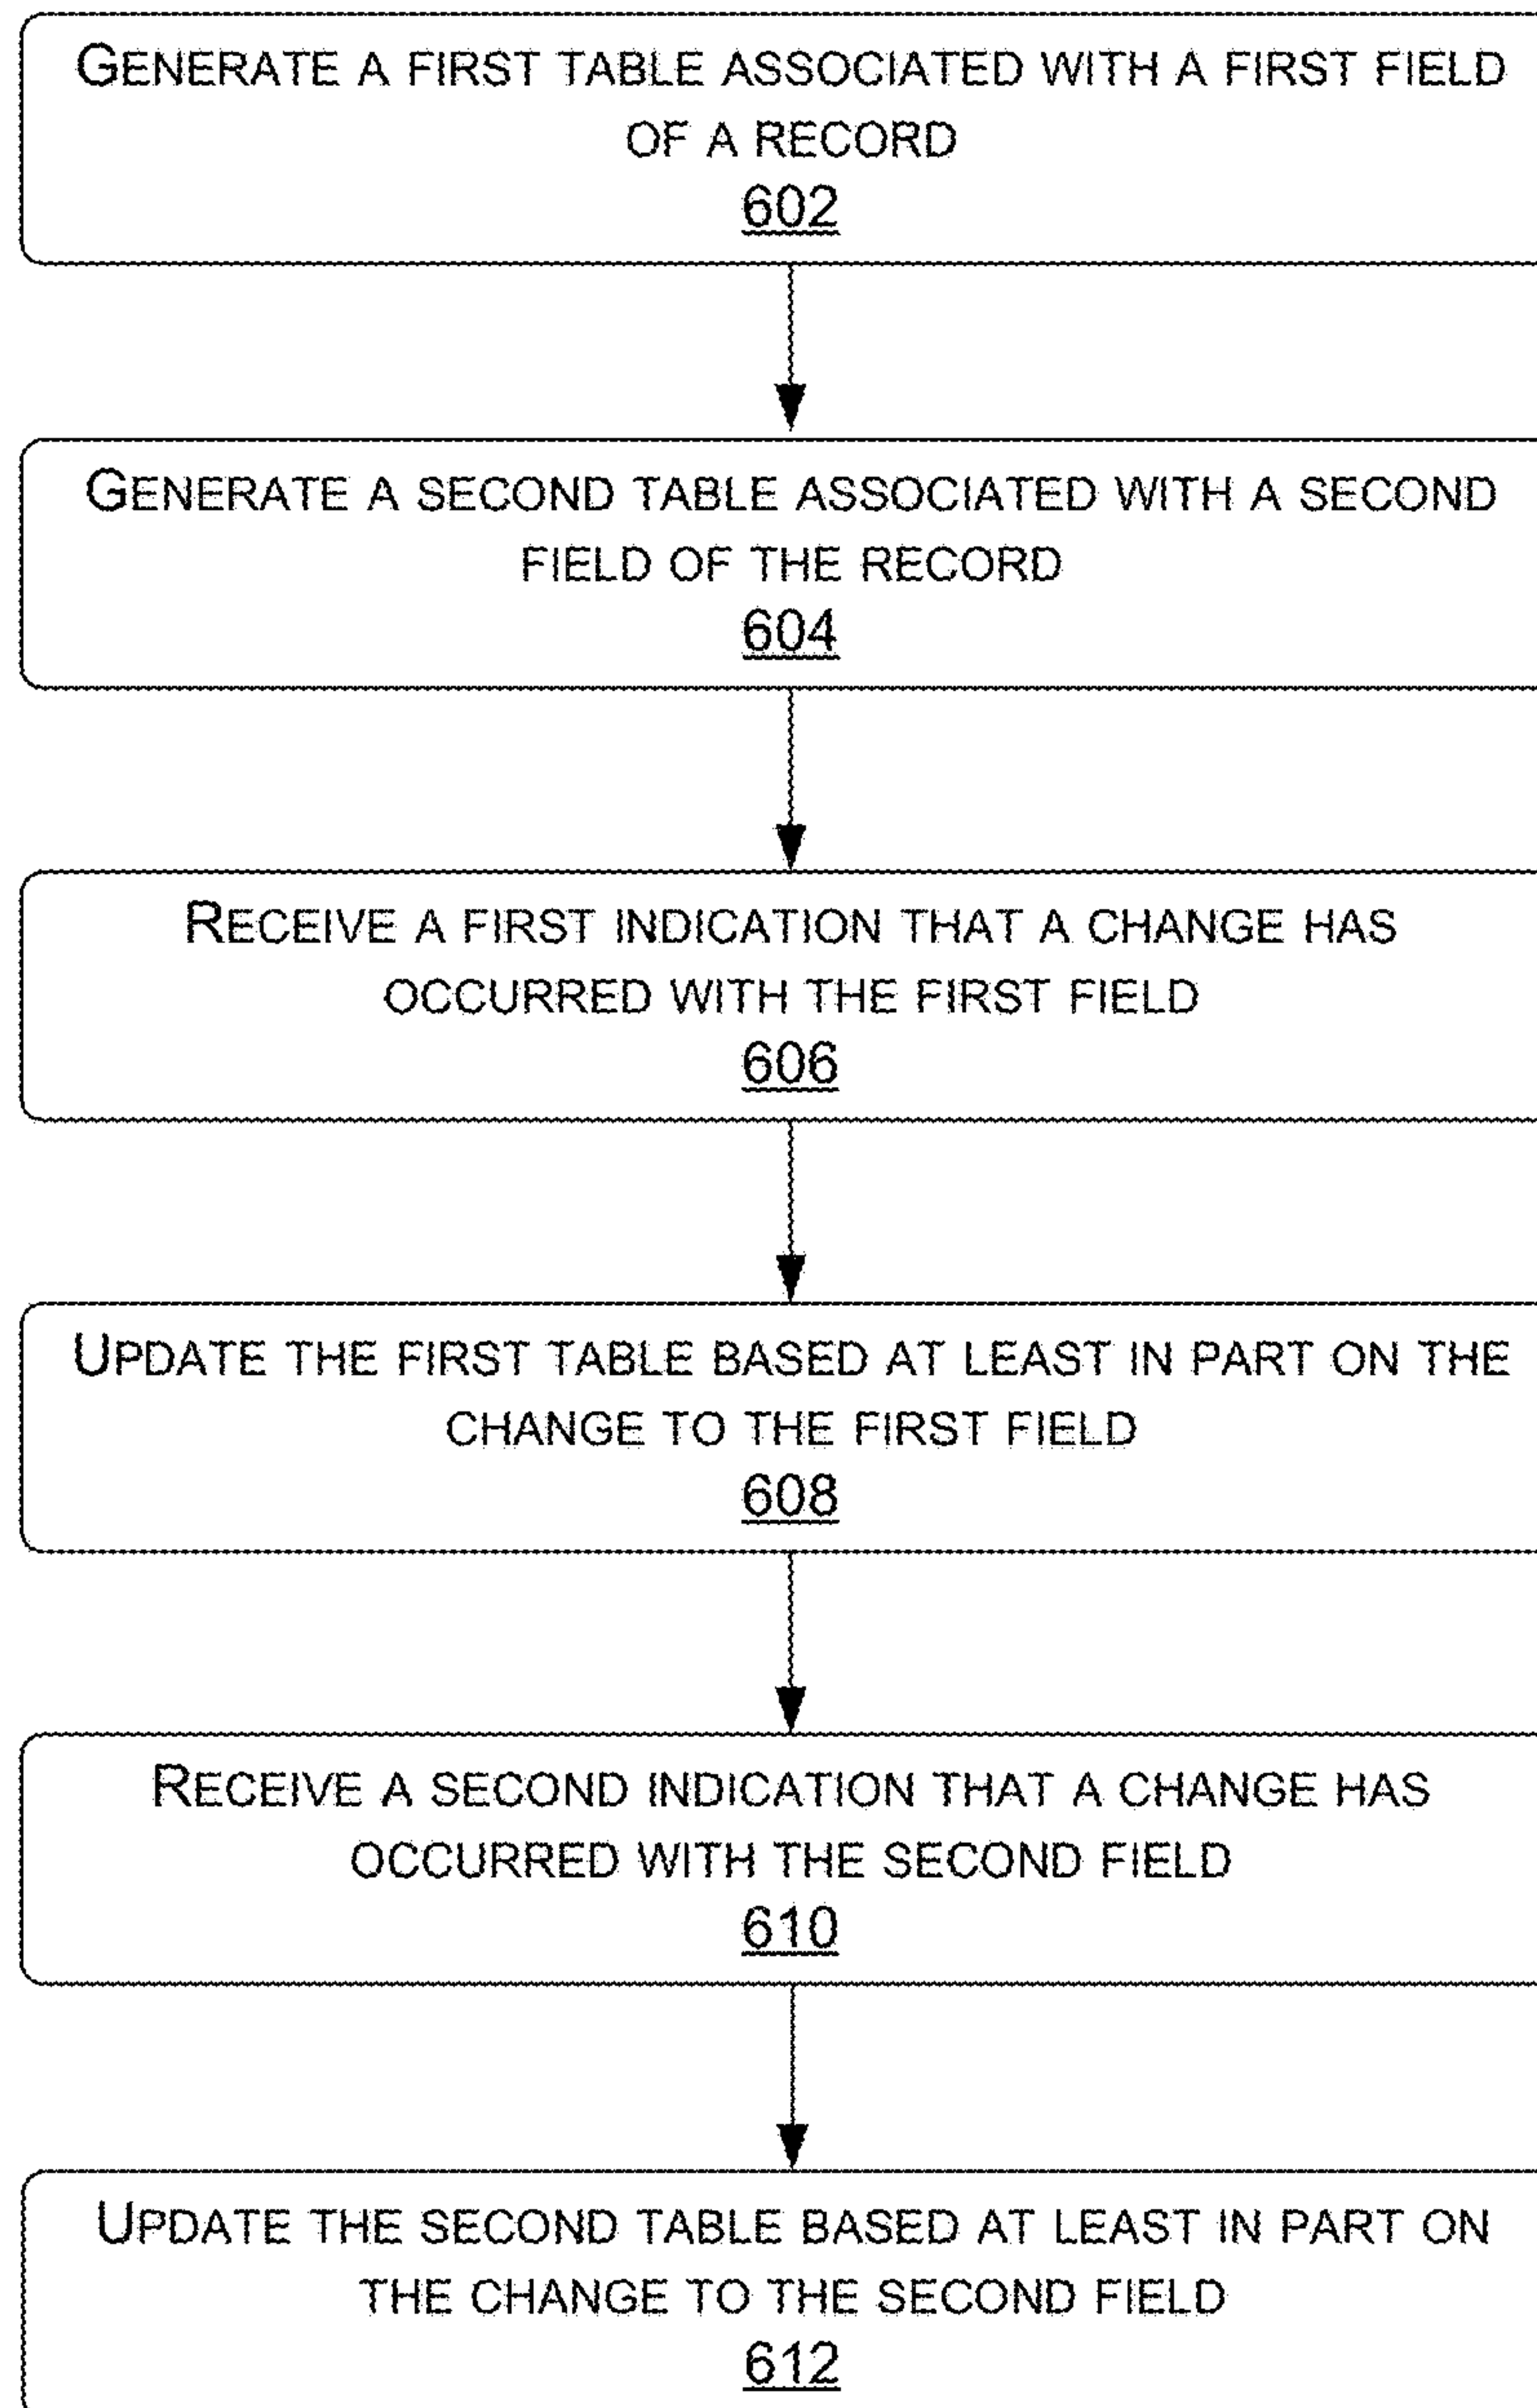 GENERATE A FIRST TABLE ASSOCIATED WITH A FIRST FIELD
OF A RECORD
602
GENERATE A SECOND TABLE ASSOCIATED WITH A SECOND
FIELD OF THE RECORD
604
RECEIVE A FIRST INDICATION THAT A CHANGE HAS
OCCURRED WITH THE FIRST FIELD
606
UPDATE THE FIRST TABLE BASED AT LEAST IN PART ON THE
CHANGE TO THE FIRST FIELD
608
RECEIVE A SECOND INDICATION THAT A CHANGE HAS
OCCURRED WITH THE SECOND FIELD
610
UPDATE THE SECOND TABLE BASED AT LEAST IN PART ON
THE CHANGE TO THE SECOND FIELD
612